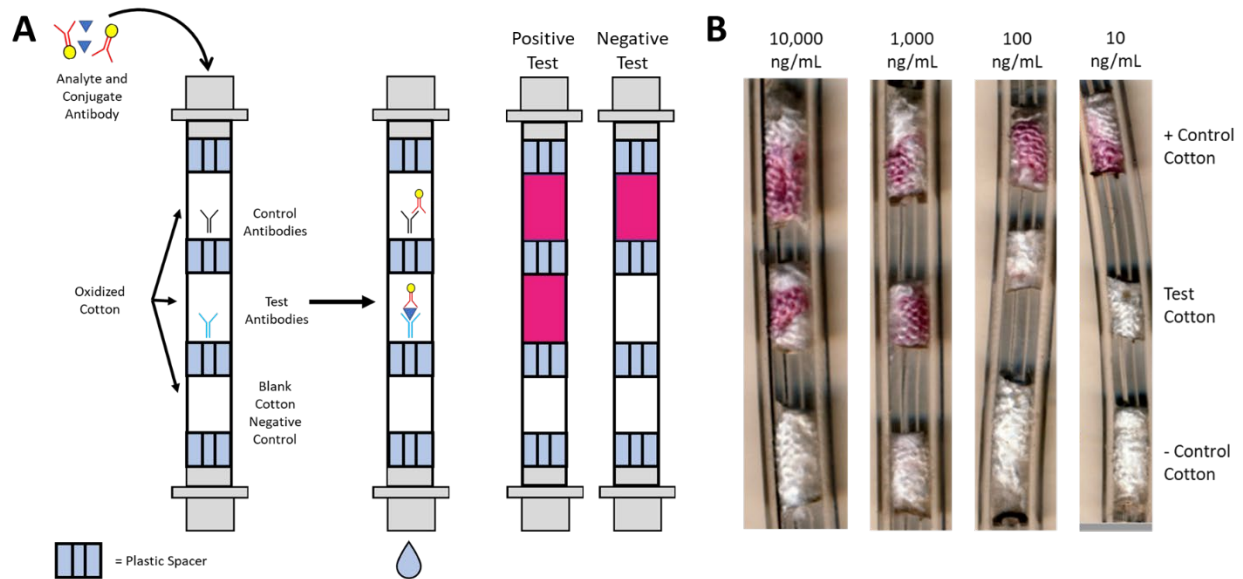 A
Analyte and
Conjugate
Antibody
Oxidized
Cotton
Control
Antibodies
Test
Antibodies
Blank
Cotton
Negative
Control
= Plastic Spacer
Positive
Test
Negative
Test
B
10,000
ng/mL
1,000
ng/mL
100
ng/mL
10
ng/mL
+ Control
Cotton
Test
Cotton
- Control
Cotton